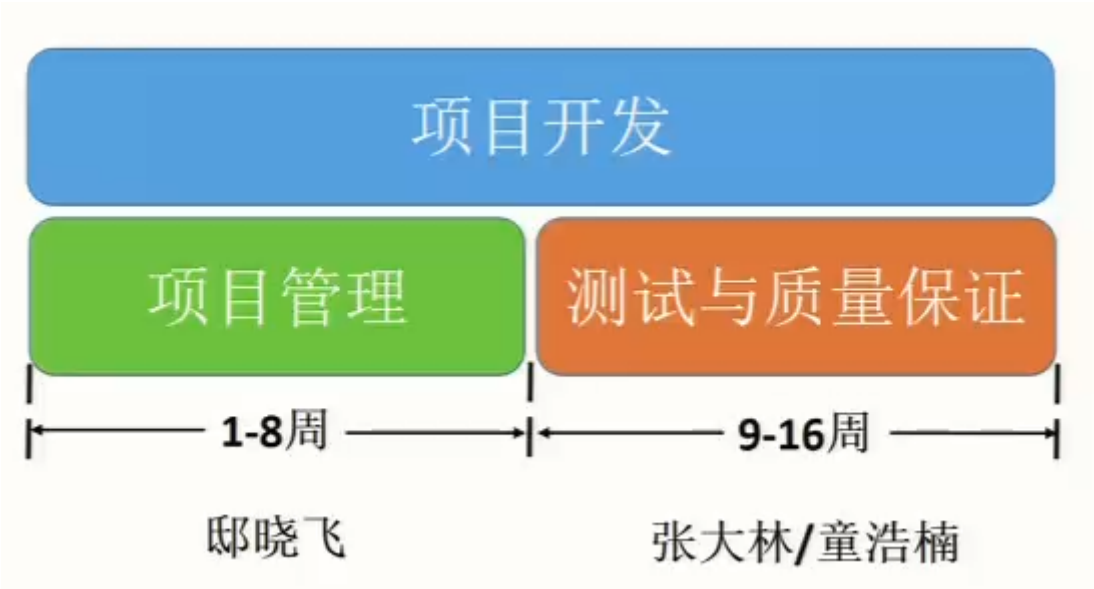 项目开发
项目管理
测试与质量保证
1-8周
9-16周
邸晓飞
张大林/童浩楠